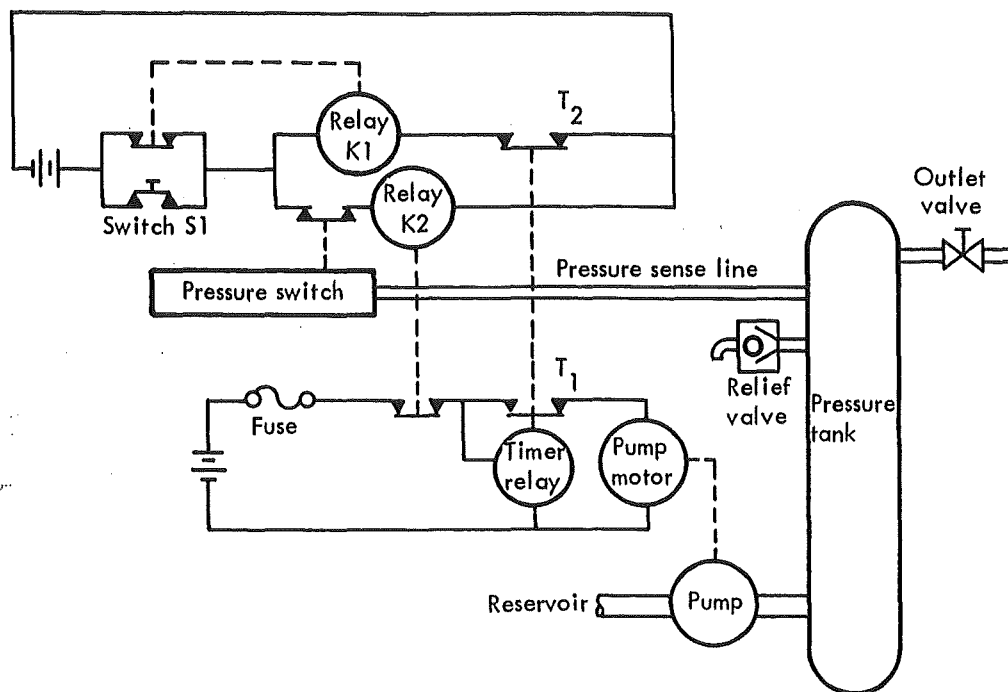 T2
Relay
K1
Relay
K2
Switch S1
Outlet
valve
Pressure switch
Pressure sense line
Relief
valve
Pressure
tank
T1
Fuse
Timer
relay
Pump
motor
Reservoir
Pump